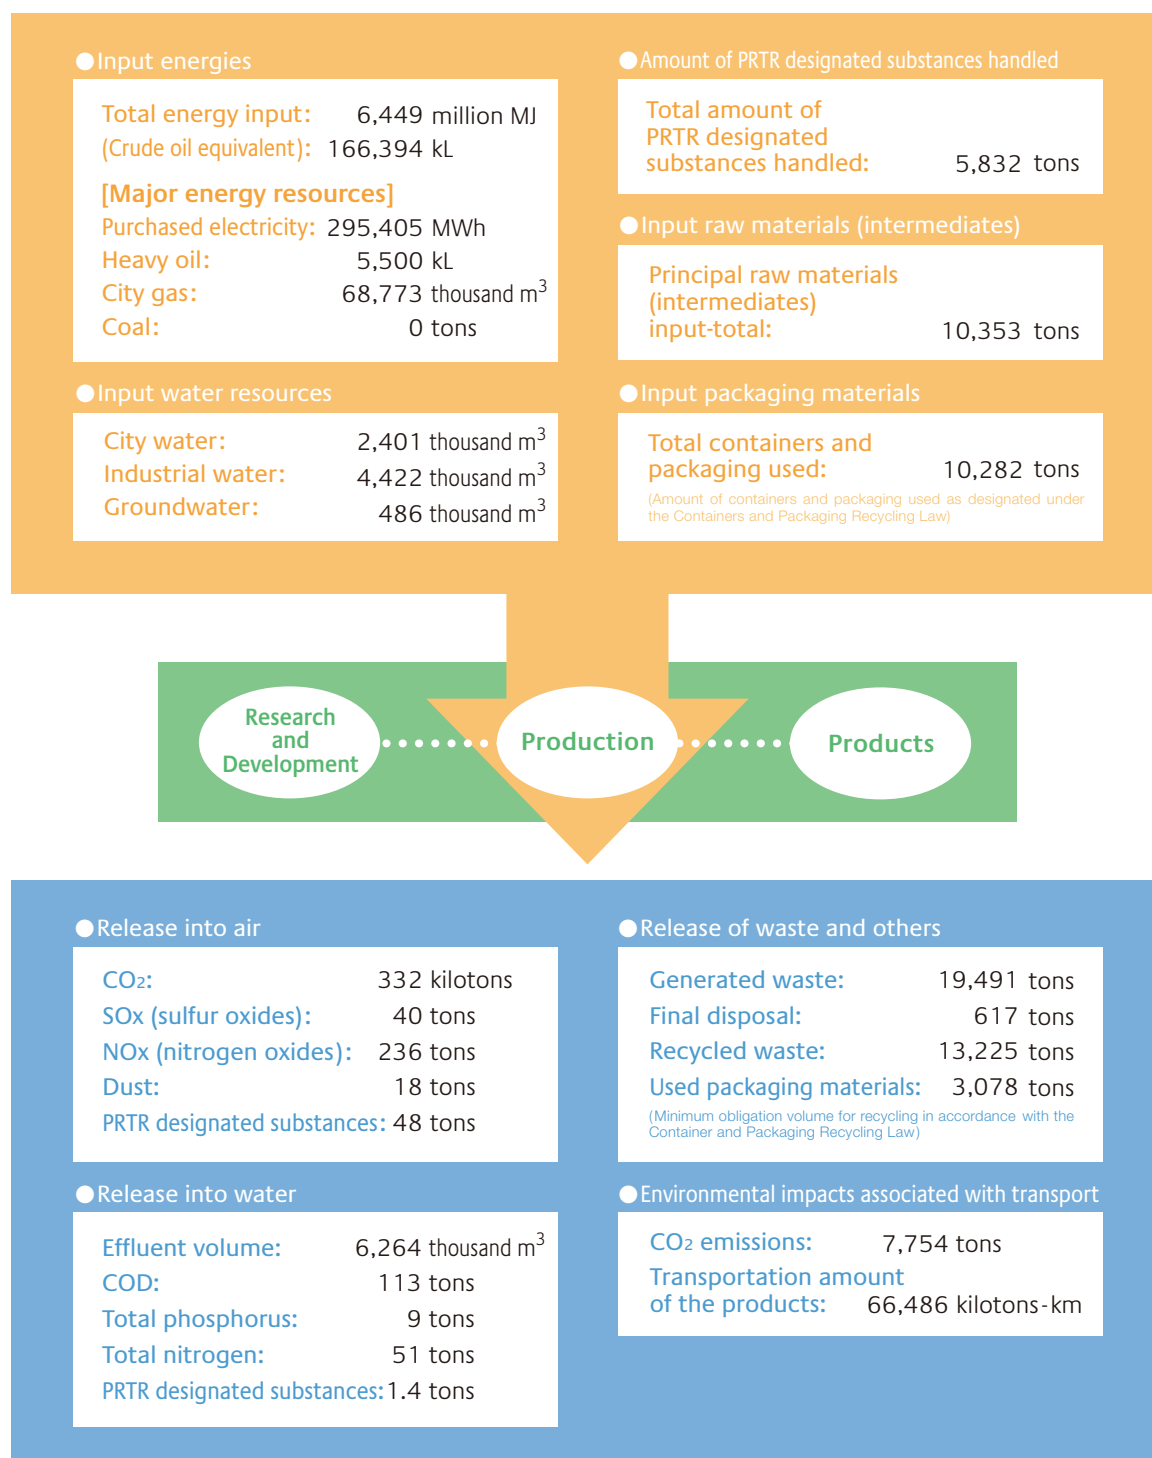 ●Input energies
Total energy input: 6,449 million MJ
(Crude oil equivalent): 166,394 kL
[Major energy resources]
Purchased electricity: 295,405 MWh
Heavy oil: 5,500 kL
City gas: 68,773 thousand m³
Coal: 0 tons
●Input water resources
City water: 2,401 thousand m³
Industrial water: 4,422 thousand m³
Groundwater: 486 thousand m³
●Amount of PRTR designated substances handled
Total amount of
PRTR designated
substances handled: 5,832 tons
●Input raw materials (intermediates)
Principal raw materials
(intermediates)
input-total: 10,353 tons
●Input packaging materials
Total containers and
packaging used: 10,282 tons
(Amount of containers and packaging used as designated under
the Containers and Packaging Recycling Law)
Research
and
Development
Production
Products
●Release into air
CO₂: 332 kilotons
SOx (sulfur oxides): 40 tons
NOx (nitrogen oxides): 236 tons
Dust: 18 tons
PRTR designated substances: 48 tons
●Release into water
Effluent volume: 6,264 thousand m³
COD: 113 tons
Total phosphorus: 9 tons
Total nitrogen: 51 tons
PRTR designated substances: 1.4 tons
●Release of waste and others
Generated waste: 19,491 tons
Final disposal: 617 tons
Recycled waste: 13,225 tons
Used packaging materials: 3,078 tons
(Minimum obligation volume for recycling in accordance with the
Container and Packaging Recycling Law)
●Environmental impacts associated with transport
CO₂ emissions: 7,754 tons
Transportation amount
of the products: 66,486 kilotons-km